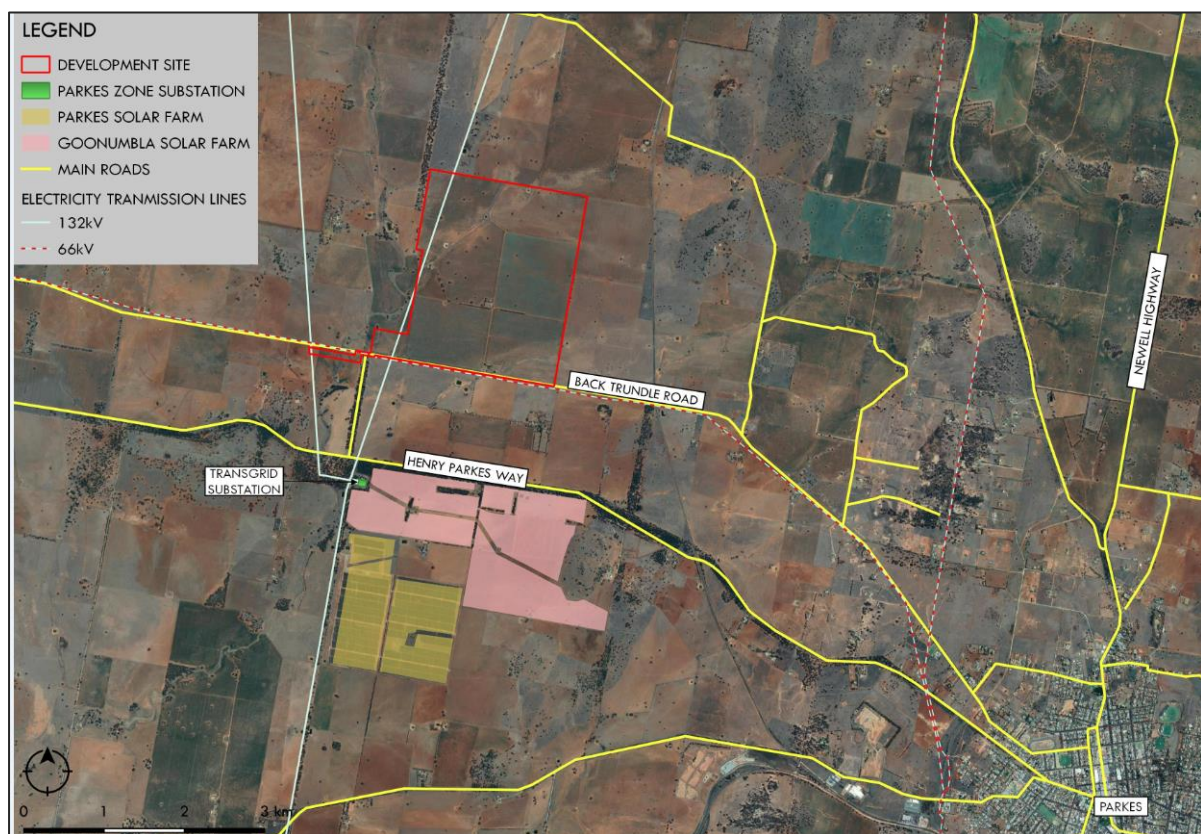 LEGEND
DEVELOPMENT SITE
PARKES ZONE SUBSTATION
PARKES SOLAR FARM
GOONUMBLA SOLAR FARM
MAIN ROADS
ELECTRICITY TRANMISSION LINES
132kV
66kV
NEWELL HIGHWAY
BACK TRUNDLE ROAD
HENRY PARKES WAY
TRANSGRID
SUBSTATION
0 1 2 3 km
PARKES